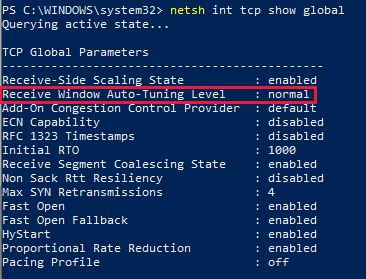 PS C:\WINDOWS\system32> netsh int tcp show global
Querying active state...
TCP Global Parameters
----------------------------------------------
Receive-Side Scaling State : enabled
Receive Window Auto-Tuning Level : normal
Add-On Congestion Control Provider : default
ECN Capability : disabled
RFC 1323 Timestamps : disabled
Initial RTO : 1000
Receive Segment Coalescing State : enabled
Non Sack Rtt Resiliency : disabled
Max SYN Retransmissions : 4
Fast Open : enabled
Fast Open Fallback : enabled
HyStart : enabled
Proportional Rate Reduction : enabled
Pacing Profile : off